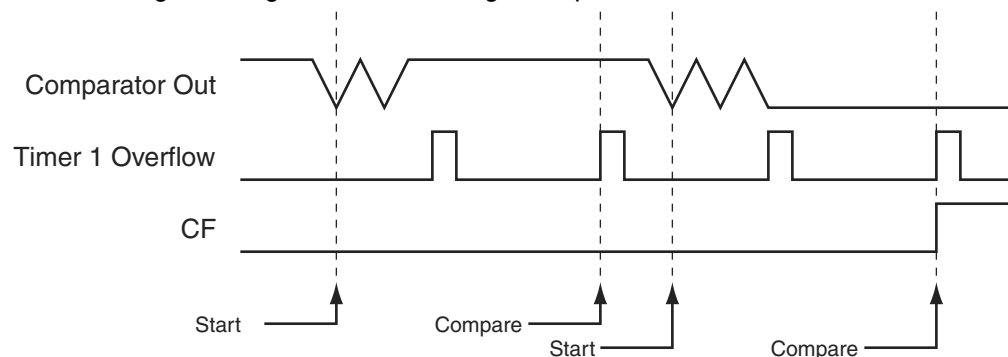 Comparator Out
Timer 1 Overflow
CF
Start
Compare
Start
Compare